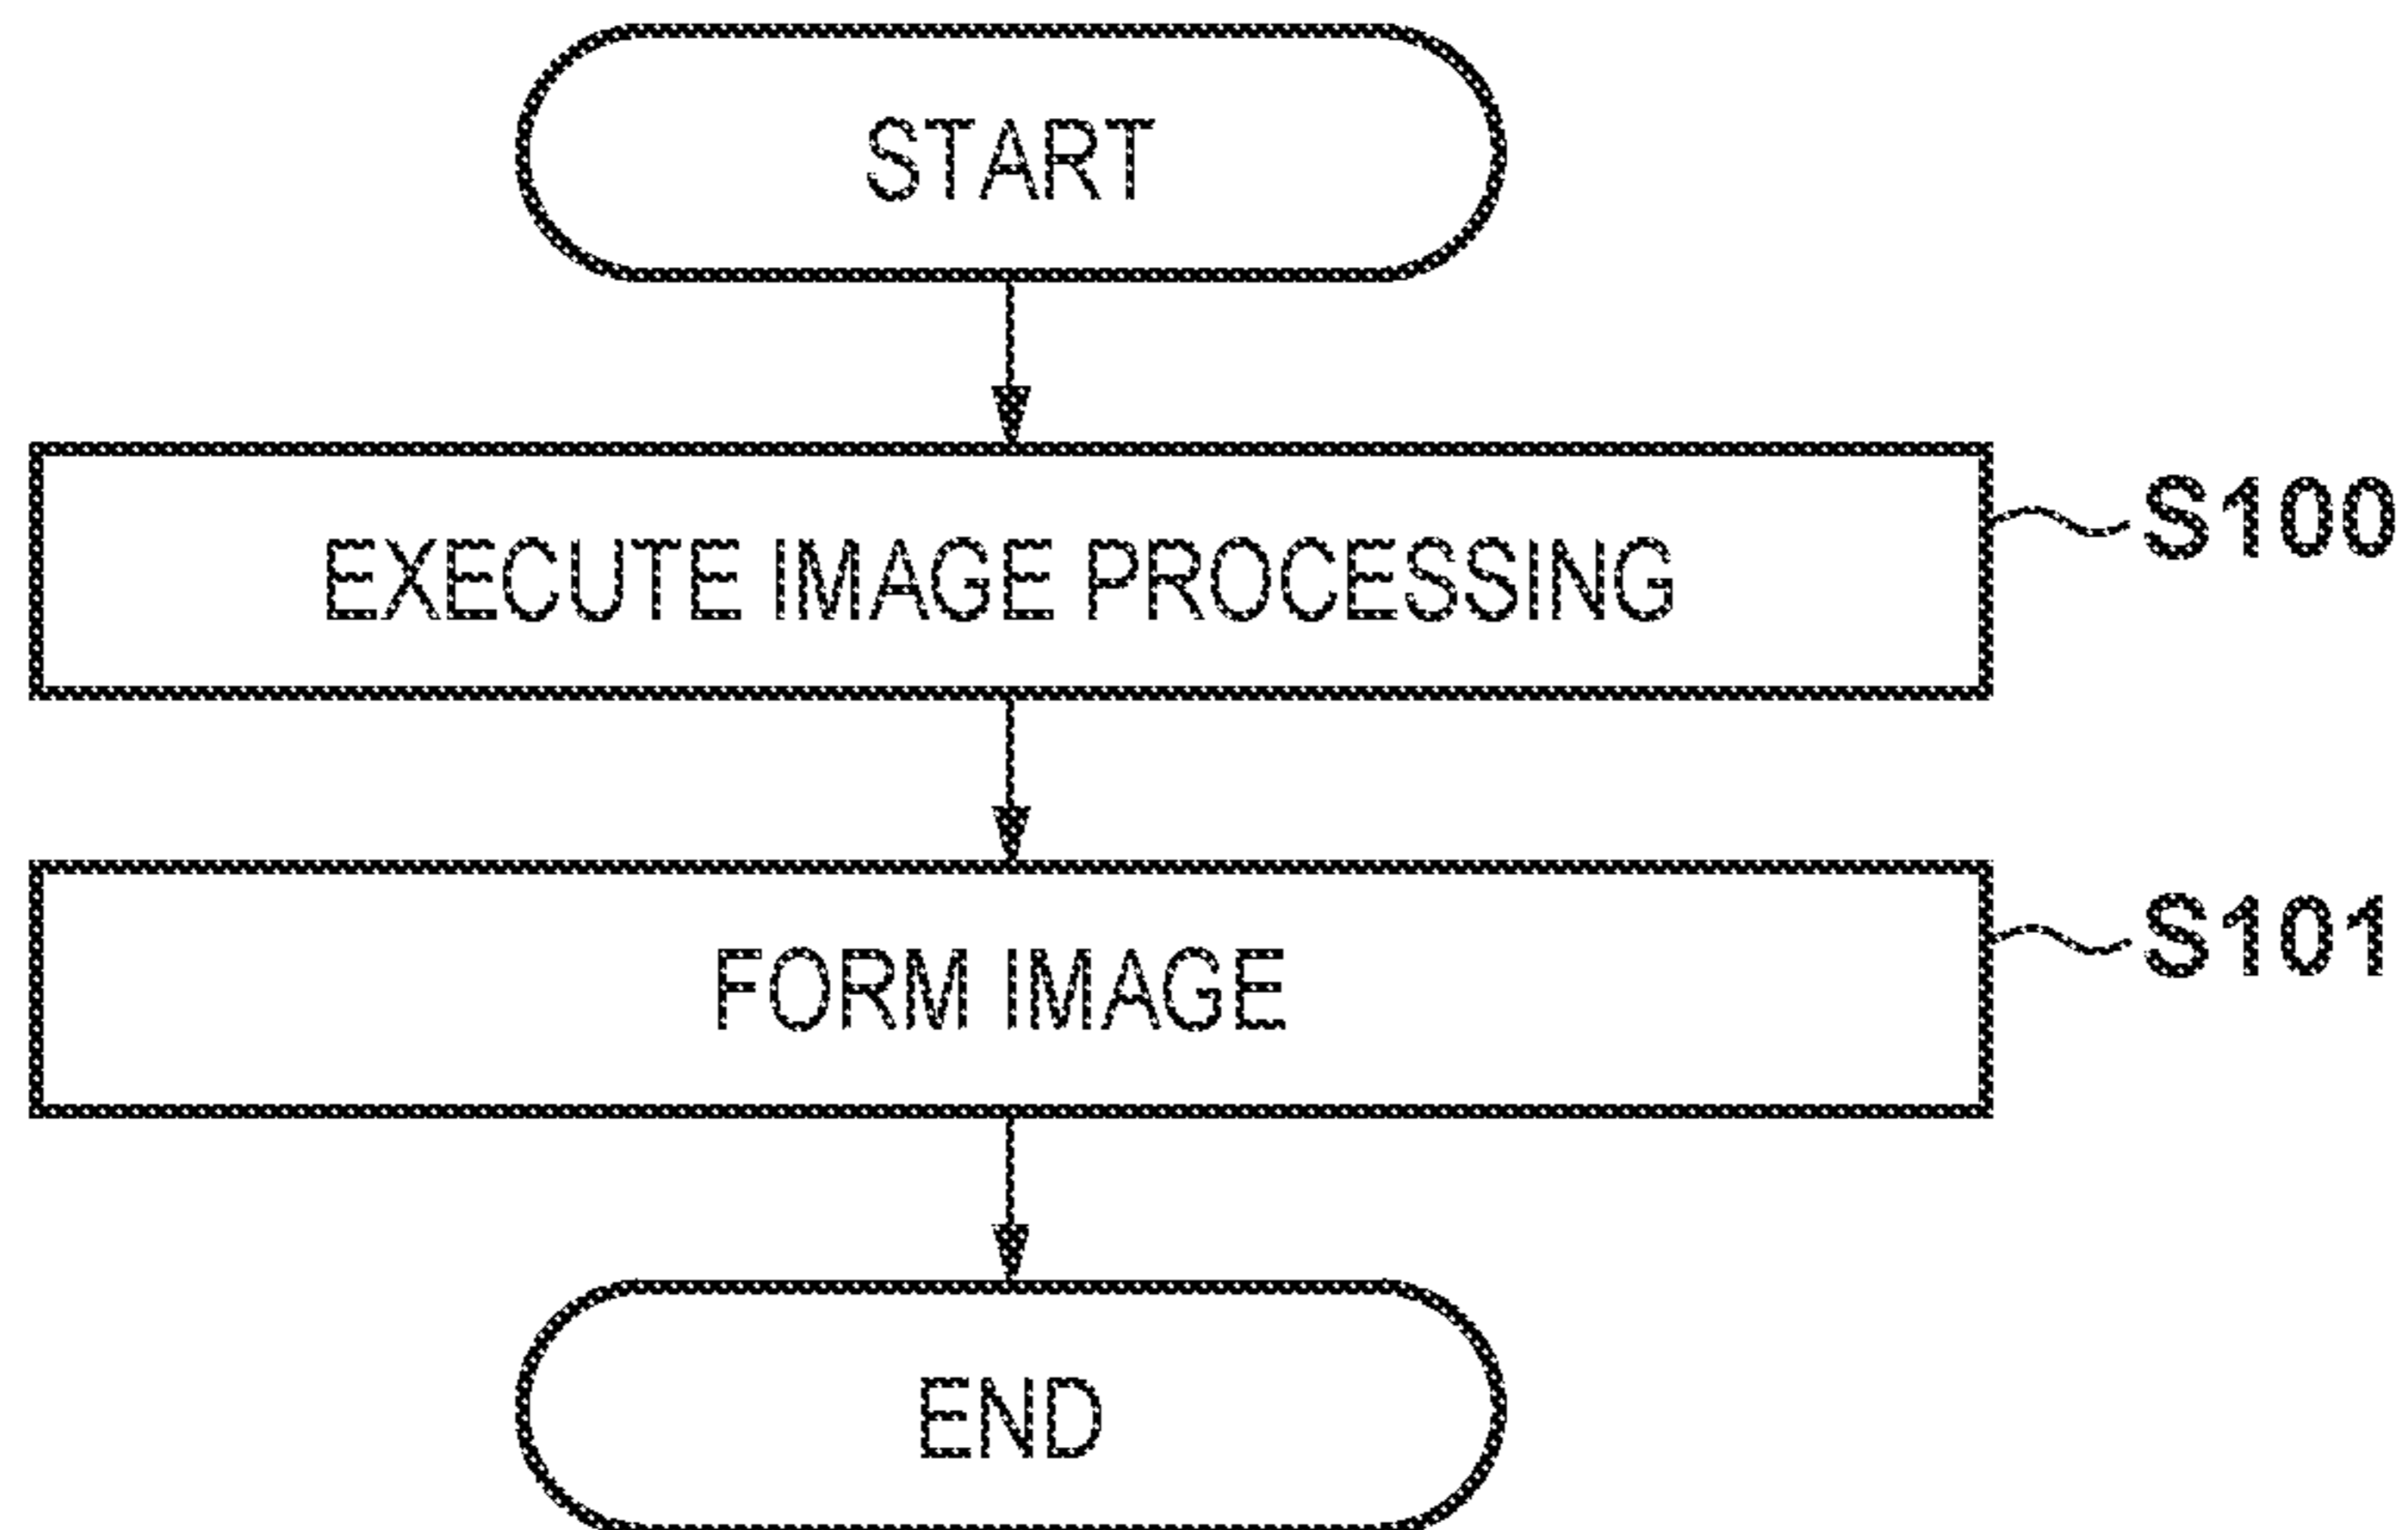 START
EXECUTE IMAGE PROCESSING
S100
FORM IMAGE
S101
END